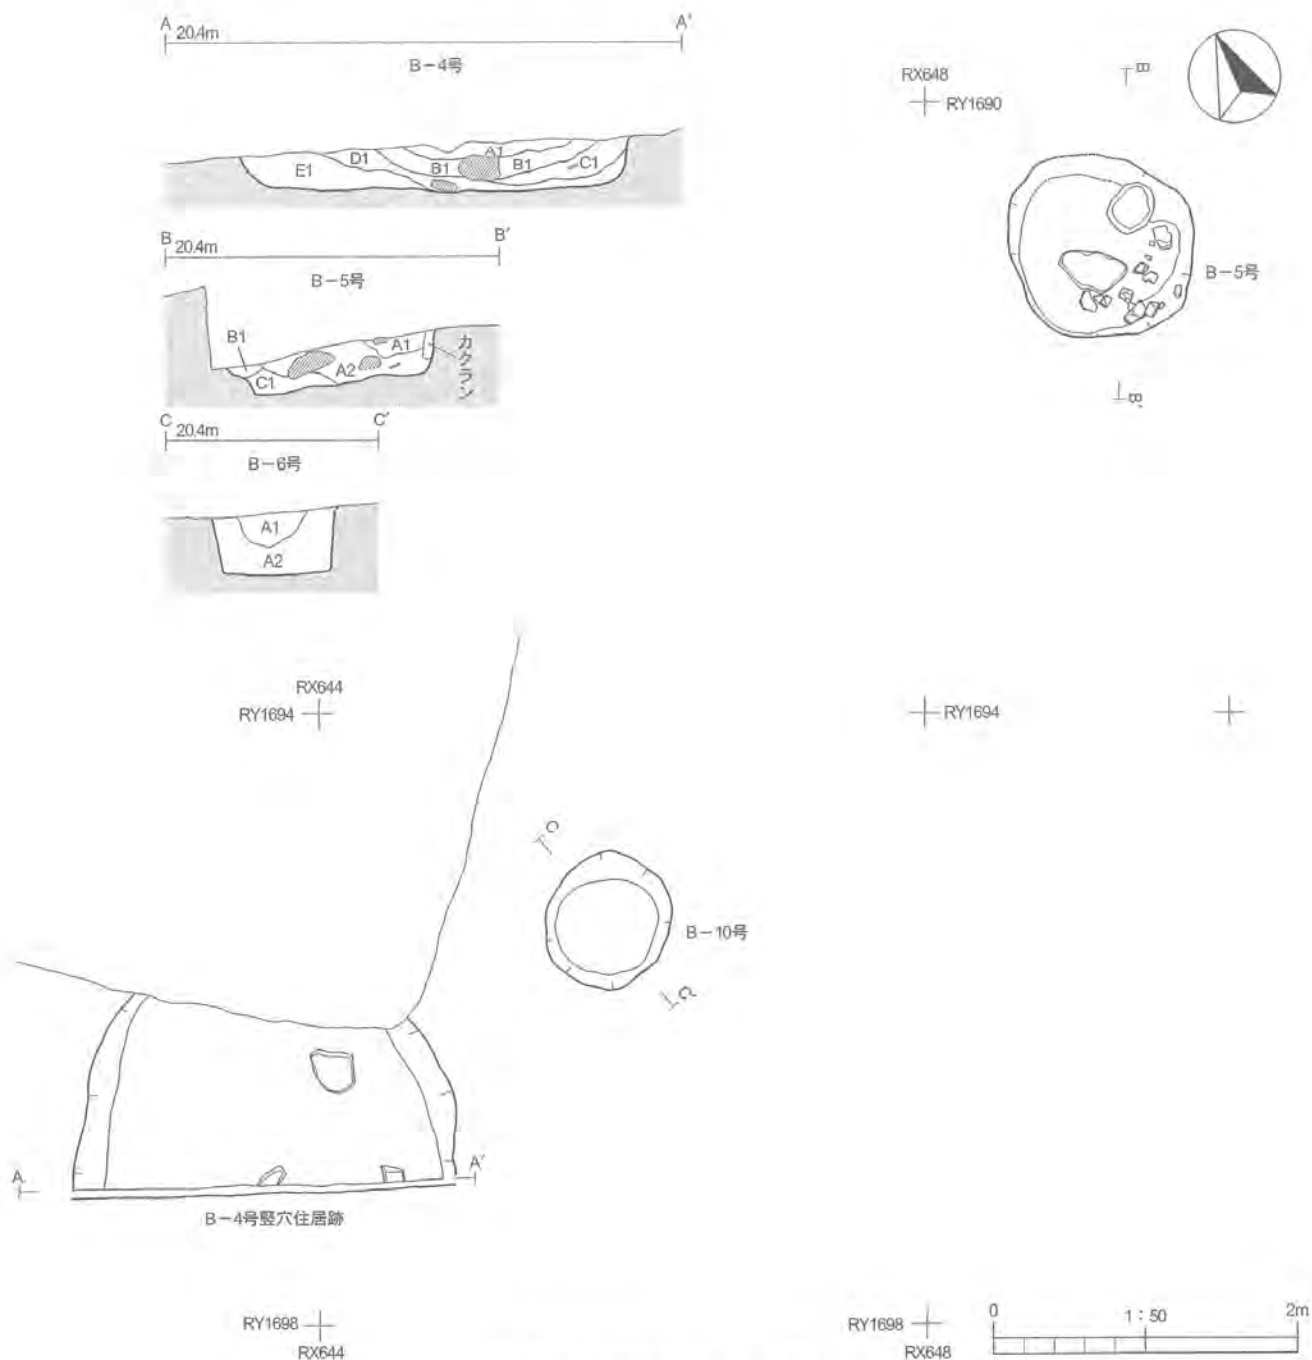 A A'
20.4m
B-4号
A1
D1
E1
B1
B1
C1
B B'
20.4m
B-5号
B1
C1
A1
A2
カクラン
C C'
20.4m
B-6号
A1
A2
RX648
RY1690
B
B-5号
B'
RX644
RY1694
RY1694
C
B-10号
C'
A
A'
B-4号竪穴住居跡
RY1698
RX644
RY1698
RX648
0 1:50 2m